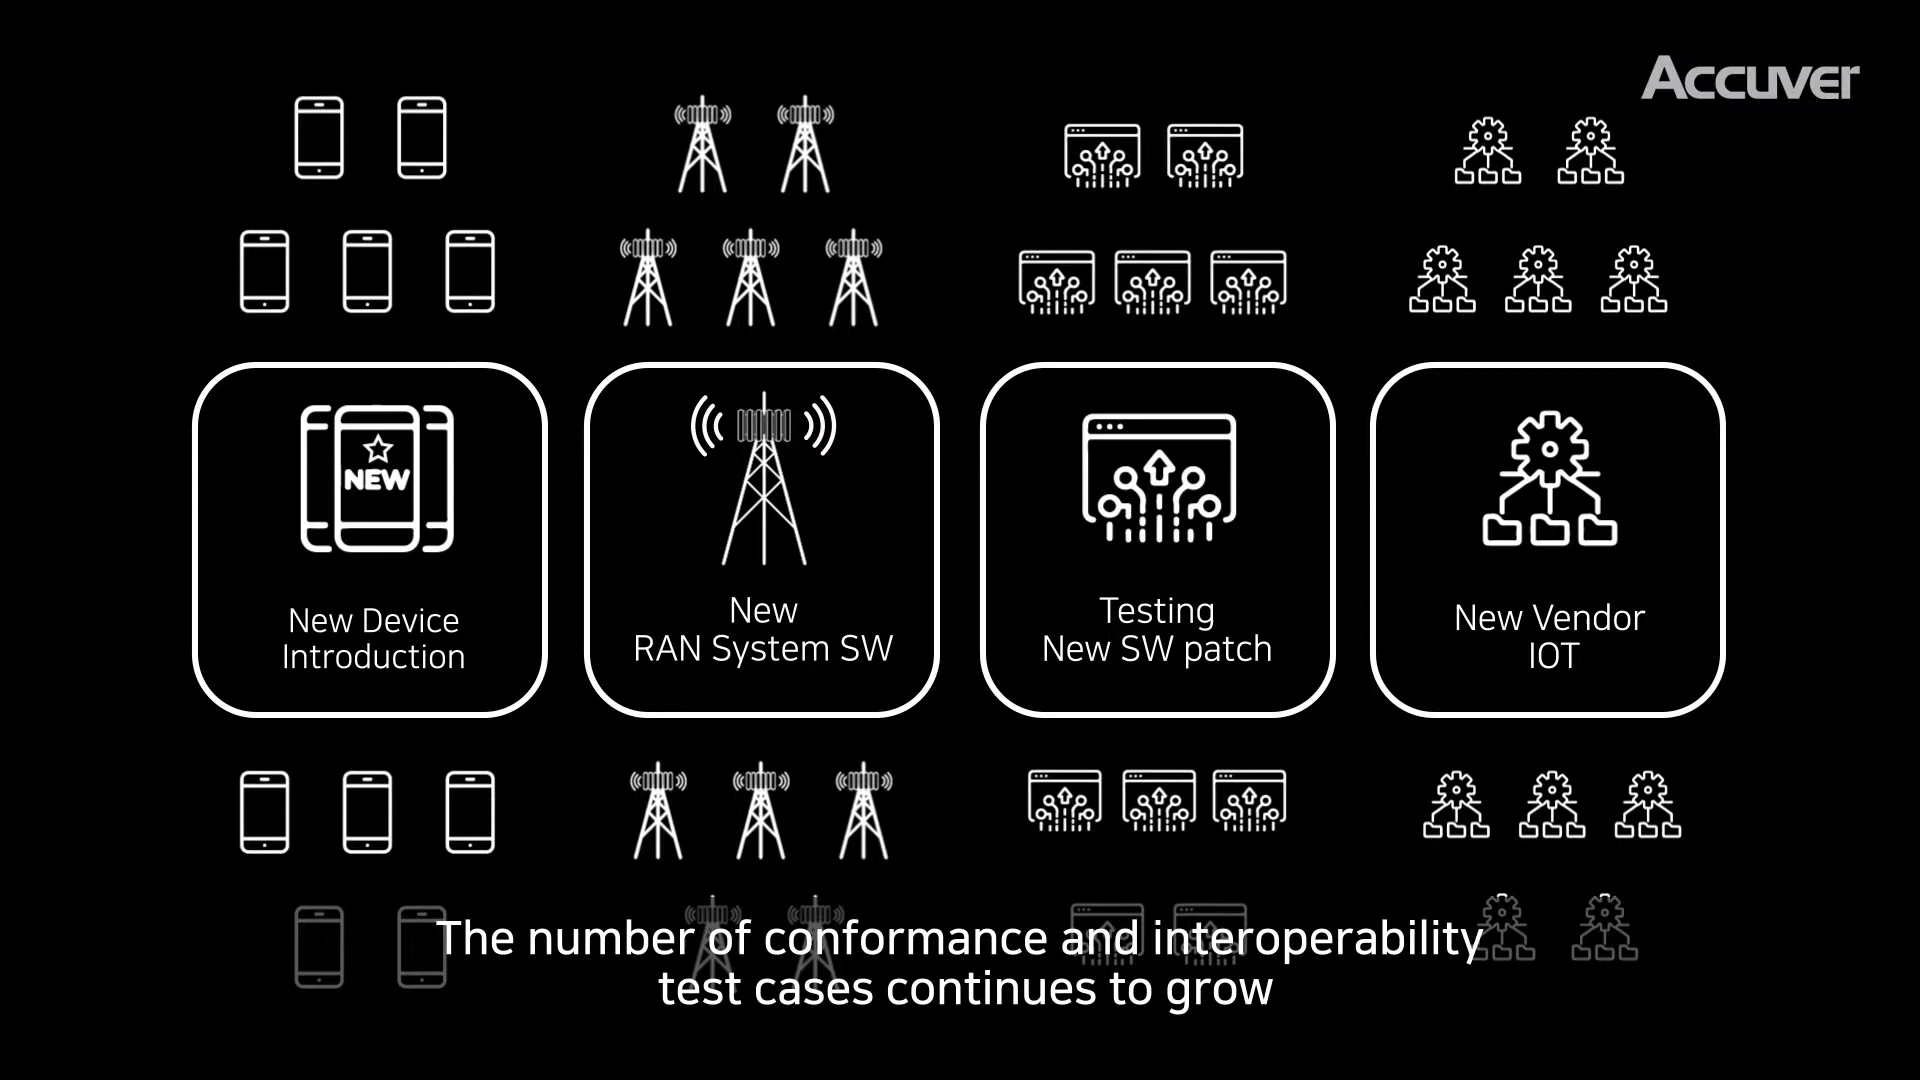 Accuver
NEW
New Device
Introduction
New
RAN System SW
Testing
New SW patch
New Vendor
IOT
The number of conformance and interoperability
test cases continues to grow